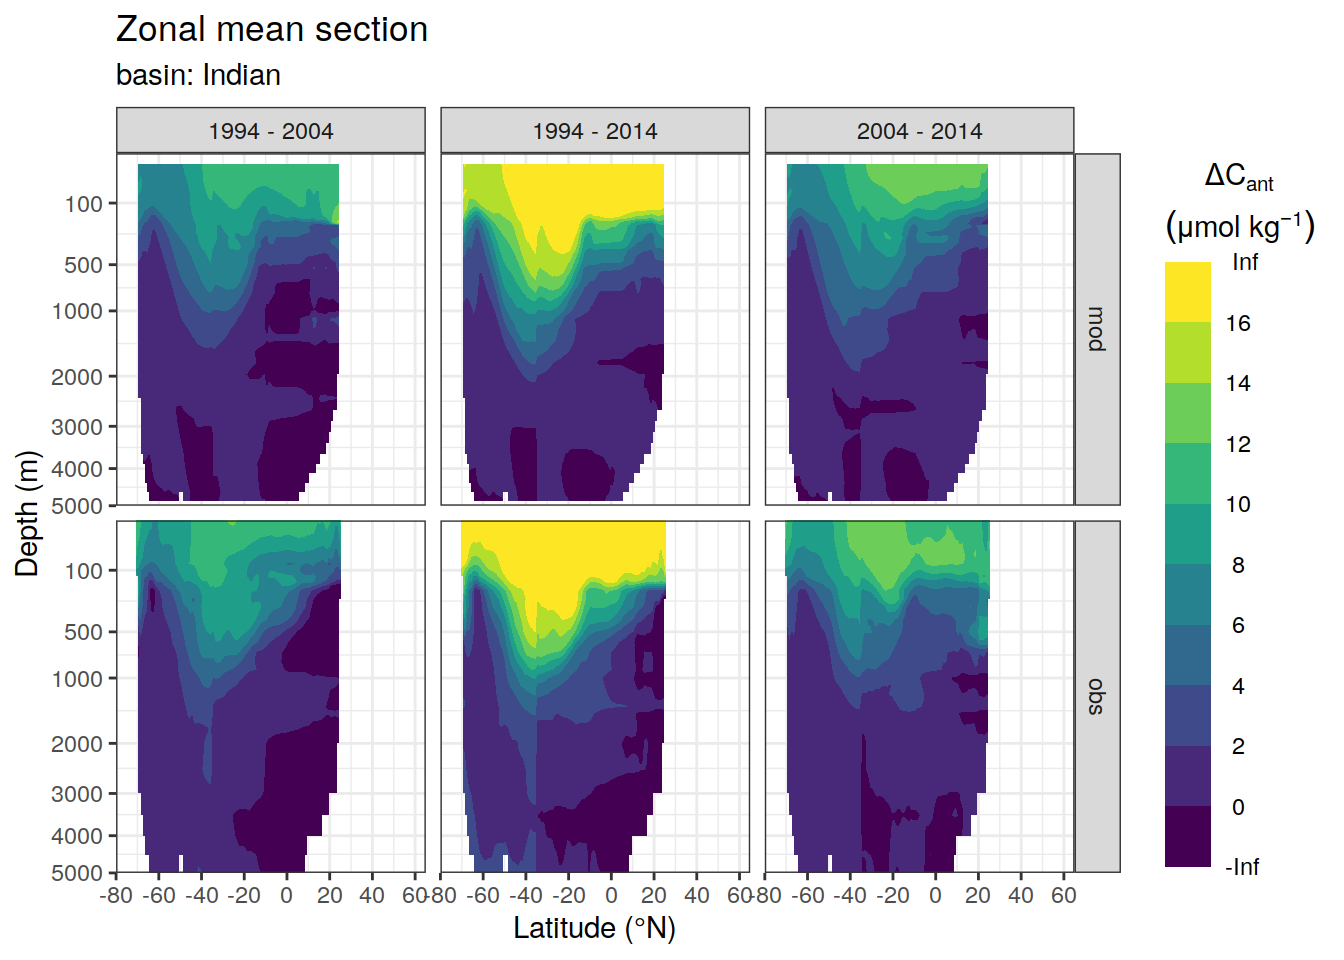 Zonal mean section
basin: Indian
1994 - 2004
1994 - 2014
2004 - 2014
mod
obs
Depth (m)
100
500
1000
2000
3000
4000
5000
100
500
1000
2000
3000
4000
5000
-80 -60 -40 -20 0 20 40 60
-80 -60 -40 -20 0 20 40 60
-80 -60 -40 -20 0 20 40 60
Latitude (°N)
ΔCant
(μmol kg⁻¹)
Inf
16
14
12
10
8
6
4
2
0
-Inf